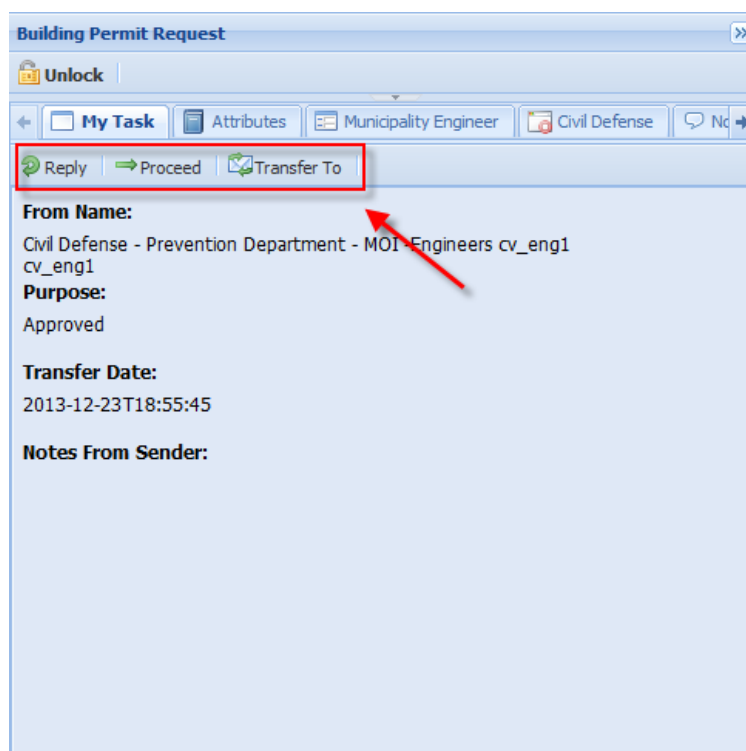 Building Permit Request
Unlock
My Task Attributes Municipality Engineer Civil Defense
Reply Proceed Transfer To
From Name:
Civil Defense - Prevention Department - MOI -Engineers cv_eng1
cv_eng1
Purpose:
Approved
Transfer Date:
2013-12-23T18:55:45
Notes From Sender: